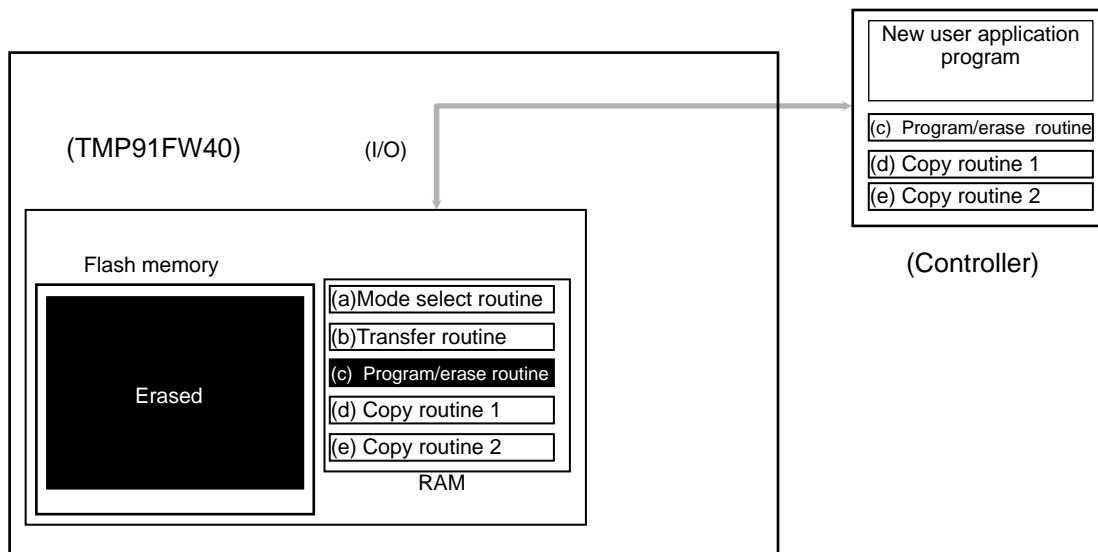 New user application
program
(c) Program/erase routine
(d) Copy routine 1
(e) Copy routine 2
(Controller)
(TMP91FW40)
(I/O)
Flash memory
Erased
(a)Mode select routine
(b)Transfer routine
(c) Program/erase routine
(d) Copy routine 1
(e) Copy routine 2
RAM